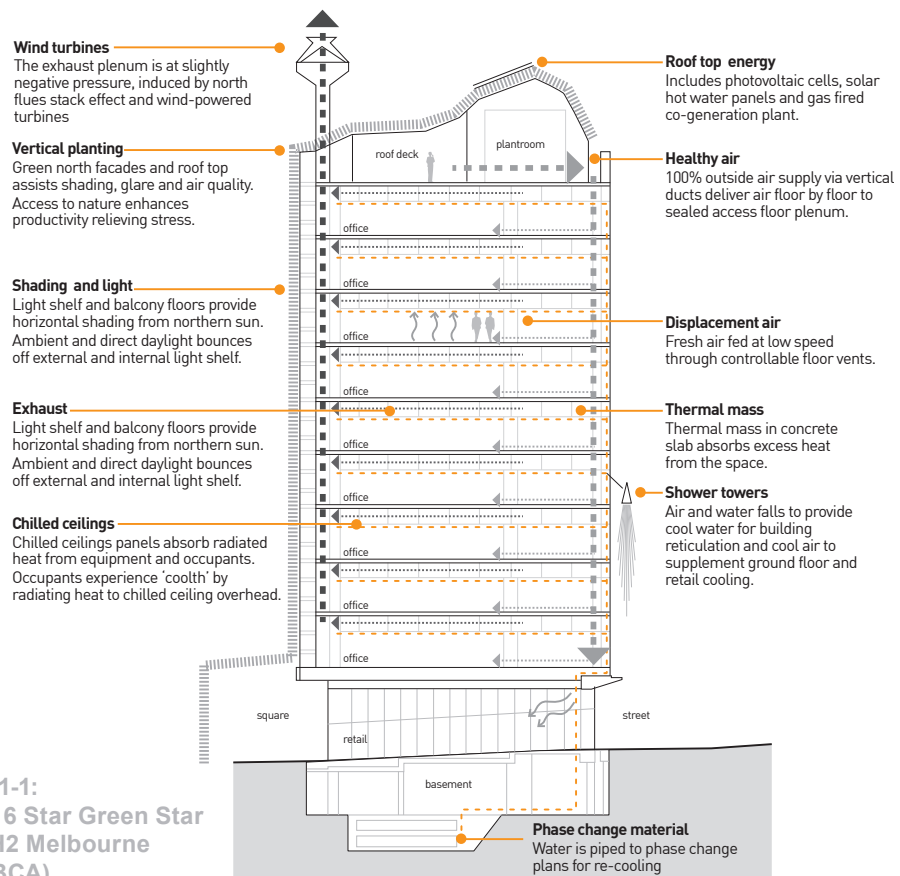 Wind turbines
The exhaust plenum is at slightly
negative pressure, induced by north
flues stack effect and wind-powered
turbines
Vertical planting
Green north facades and roof top
assists shading, glare and air quality.
Access to nature enhances
productivity relieving stress.
Shading and light
Light shelf and balcony floors provide
horizontal shading from northern sun.
Ambient and direct daylight bounces
off external and internal light shelf.
Exhaust
Light shelf and balcony floors provide
horizontal shading from northern sun.
Ambient and direct daylight bounces
off external and internal light shelf.
Chilled ceilings
Chilled ceilings panels absorb radiated
heat from equipment and occupants.
Occupants experience ‘coolth’ by
radiating heat to chilled ceiling overhead.
roof deck
plantroom
office
office
office
office
office
office
office
office
office
square
retail
street
basement
Roof top energy
Includes photovoltaic cells, solar
hot water panels and gas fired
co-generation plant.
Healthy air
100% outside air supply via vertical
ducts deliver air floor by floor to
sealed access floor plenum.
Displacement air
Fresh air fed at low speed
through controllable floor vents.
Thermal mass
Thermal mass in concrete
slab absorbs excess heat
from the space.
Shower towers
Air and water falls to provide
cool water for building
reticulation and cool air to
supplement ground floor and
retail cooling.
Phase change material
Water is piped to phase change
plans for re-cooling
1-1:
6 Star Green Star
Melbourne